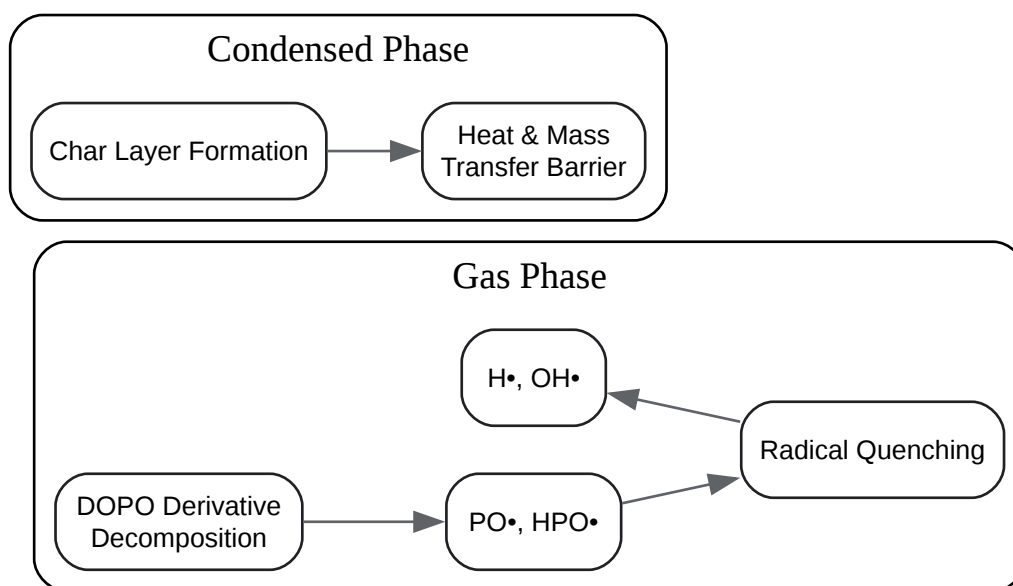 Condensed Phase
Char Layer Formation
Heat & Mass
Transfer Barrier
Gas Phase
H•, OH•
Radical Quenching
DOPO Derivative
Decomposition
PO•, HPO•